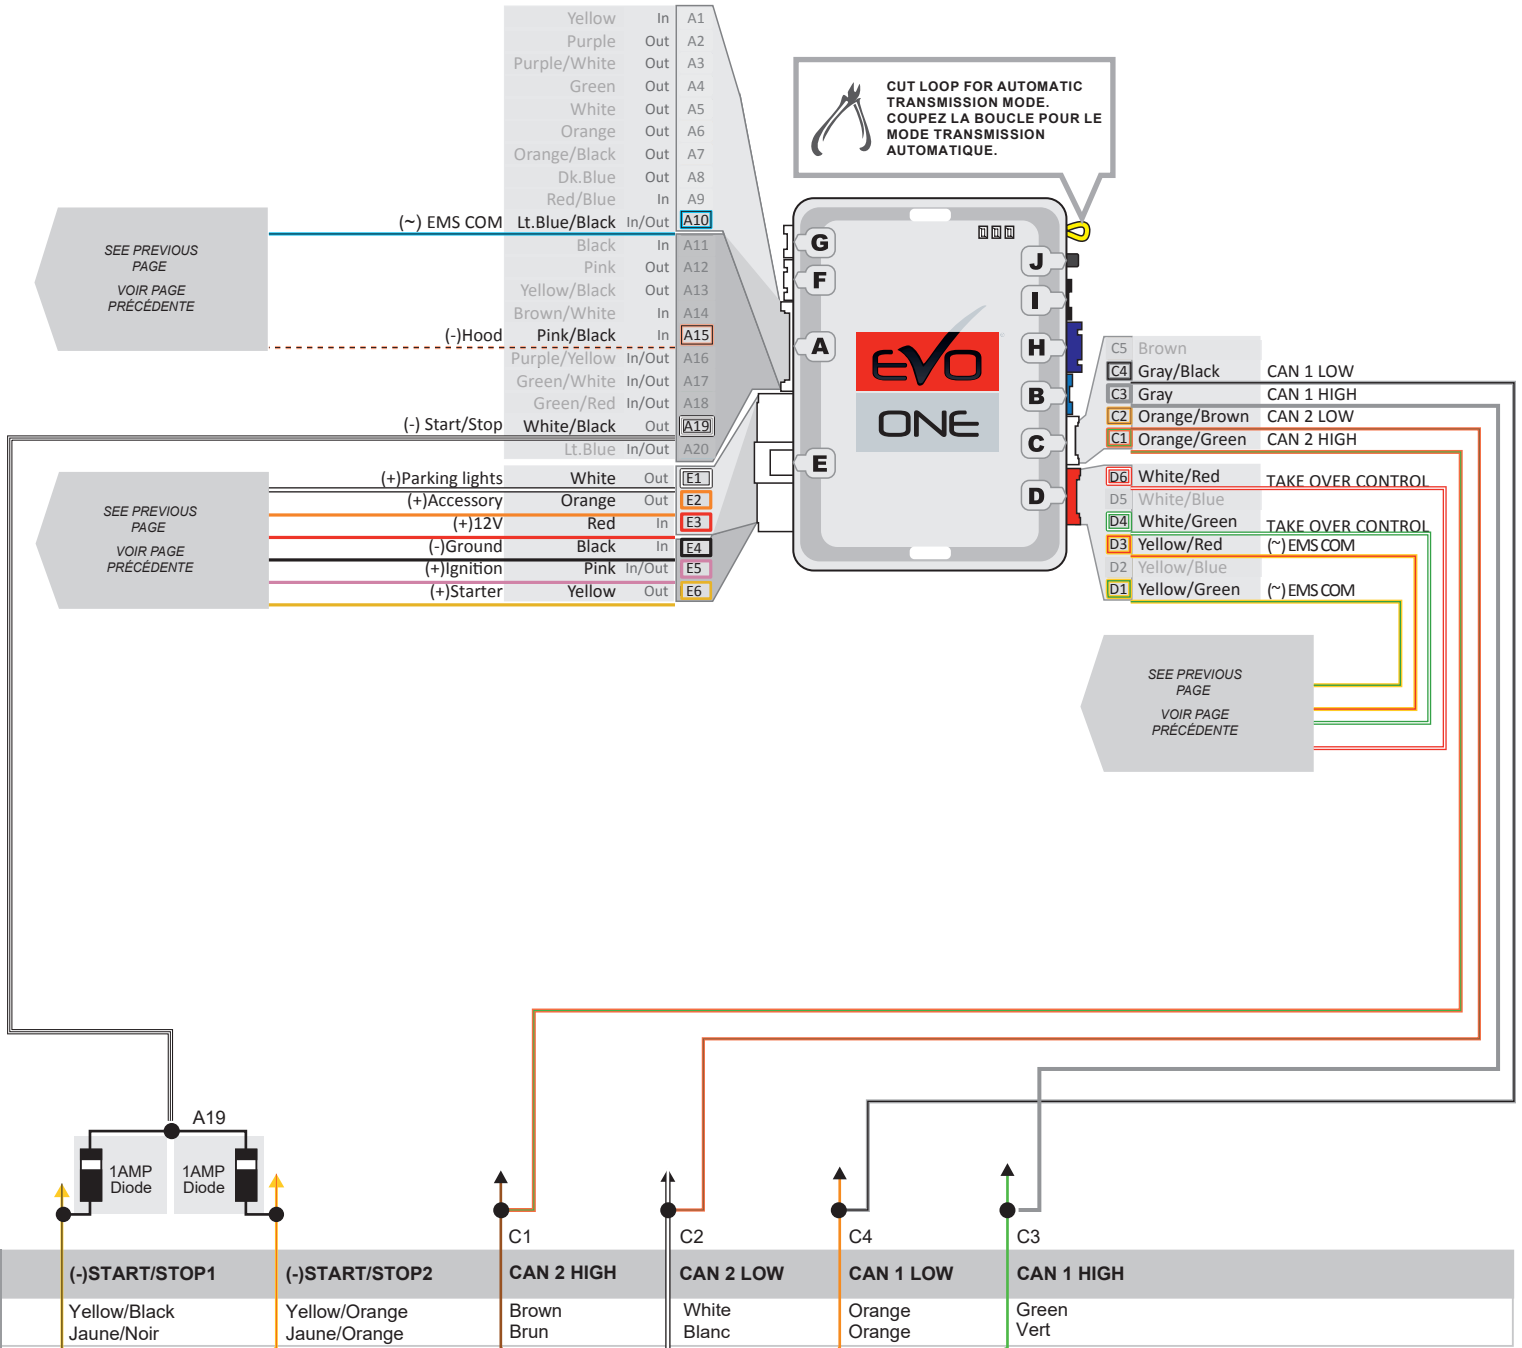 Yellow In A1
Purple Out A2
Purple/White Out A3
Green Out A4
White Out A5
Orange Out A6
Orange/Black Out A7
Dk.Blue Out A8
Red/Blue In A9
(~) EMS COM Lt.Blue/Black In/Out A10
Black In A11
Pink Out A12
Yellow/Black Out A13
Brown/White In A14
(-)Hood Pink/Black In A15
Purple/Yellow In/Out A16
Green/White In/Out A17
Green/Red In/Out A18
(-) Start/Stop White/Black Out A19
Lt.Blue In/Out A20
(+)Parking lights White Out E1
(+)Accessory Orange Out E2
(+)12V Red In E3
(-)Ground Black In E4
(+)Ignition Pink In/Out E5
(+)Starter Yellow Out E6
SEE PREVIOUS
PAGE
VOIR PAGE
PRÉCÉDENTE
SEE PREVIOUS
PAGE
VOIR PAGE
PRÉCÉDENTE
CUT LOOP FOR AUTOMATIC
TRANSMISSION MODE.
COUPEZ LA BOUCLE POUR LE
MODE TRANSMISSION
AUTOMATIQUE.
G
F
A
E
J
I
H
B
C
D
EVO
ONE
C5 Brown
C4 Gray/Black CAN 1 LOW
C3 Gray CAN 1 HIGH
C2 Orange/Brown CAN 2 LOW
C1 Orange/Green CAN 2 HIGH
D6 White/Red TAKE OVER CONTROL
D5 White/Blue
D4 White/Green TAKE OVER CONTROL
D3 Yellow/Red (~) EMS COM
D2 Yellow/Blue
D1 Yellow/Green (~) EMS COM
SEE PREVIOUS
PAGE
VOIR PAGE
PRÉCÉDENTE
A19
1AMP
Diode
1AMP
Diode
C1 C2 C4 C3
(-)START/STOP1 (-)START/STOP2 CAN 2 HIGH CAN 2 LOW CAN 1 LOW CAN 1 HIGH
Yellow/Black Yellow/Orange Brown White Orange Green
Jaune/Noir Jaune/Orange Brun Blanc Orange Vert